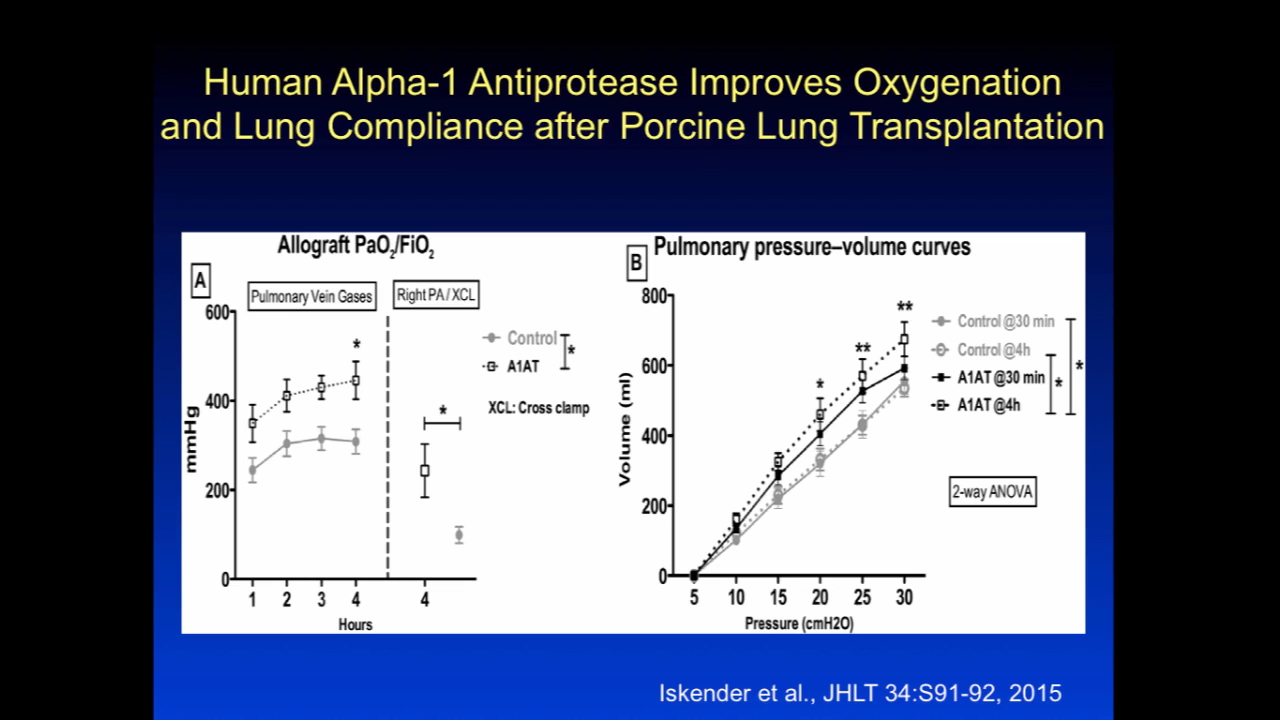 Human Alpha-1 Antiprotease Improves Oxygenation
and Lung Compliance after Porcine Lung Transplantation
Allograft PaO2/FiO2
A
Pulmonary Vein Gases
Right PA / XCL
600
400
200
0
mmHg
*
*
1 2 3 4 4
Hours
Control
A1AT
*
XCL: Cross clamp
B
Pulmonary pressure–volume curves
800
600
400
200
0
Volume (ml)
*
**
**
5 10 15 20 25 30
Pressure (cmH2O)
Control @30 min
Control @4h
A1AT @30 min
A1AT @4h
*
*
2-way ANOVA
Iskender et al., JHLT 34:S91-92, 2015